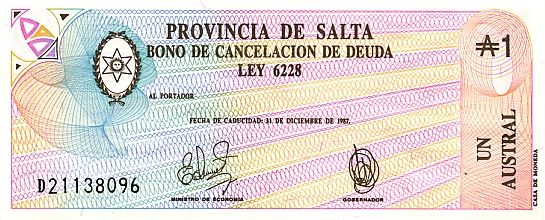 PROVINCIA DE SALTA
BONO DE CANCELACION DE DEUDA
LEY 6228
₳1
AL PORTADOR
FECHA DE CADUCIDAD: 31 DE DICIEMBRE DE 1987.
D21138096
MINISTRO DE ECONOMIA
GOBERNADOR
UN
AUSTRAL
CASA DE MONEDA